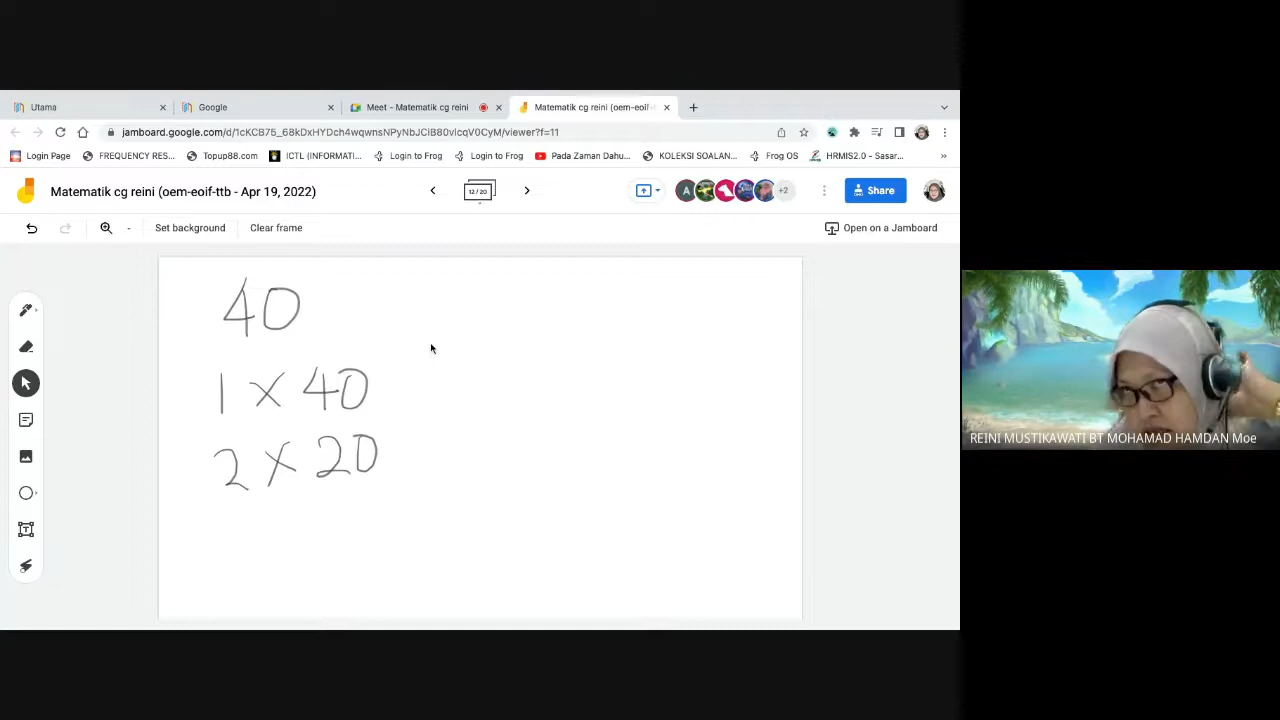 Utama
Google
Meet - Matematik cg reini
Matematik cg reini (oem-eoif-
jamboard.google.com/d/1cKCB75_68kDxHYDch4wqwnsNPyNbJCiB80vlcqV0CyM/viewer?f=11
Login Page
FREQUENCY RES...
Topup88.com
ICTL (INFORMATI...
Login to Frog
Login to Frog
Pada Zaman Dahu...
KOLEKSI SOALAN...
Frog OS
HRMIS2.0 - Sasar...
»
Matematik cg reini (oem-eoif-ttb - Apr 19, 2022)
12 / 20
A
+2
Share
Set background
Clear frame
Open on a Jamboard
40
1 × 40
2 × 20
REINI MUSTIKAWATI BT MOHAMAD HAMDAN Moe